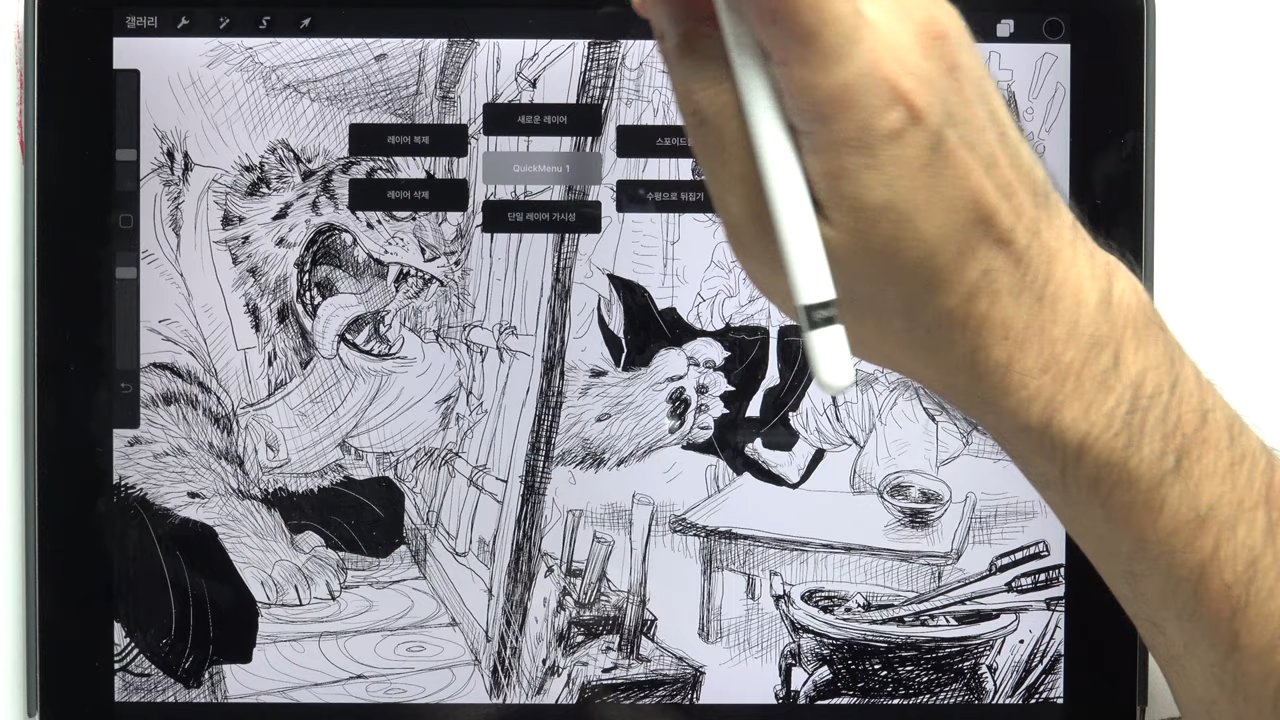 갤러리
새로운 레이어
레이어 복제
스포이드
QuickMenu 1
레이어 삭제
수평으로 뒤집기
단일 레이어 가시성